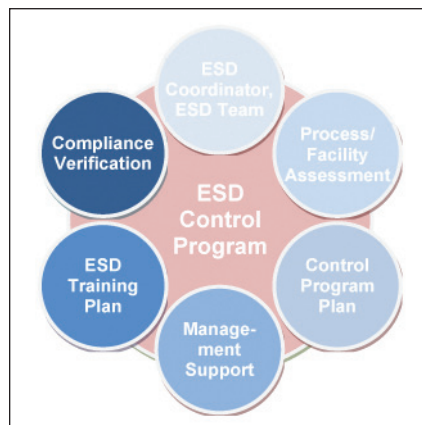 ESD
Coordinator,
ESD Team
Process/
Facility
Assessment
Control
Program
Plan
Manage-
ment
Support
ESD
Training
Plan
Compliance
Verification
ESD
Control
Program